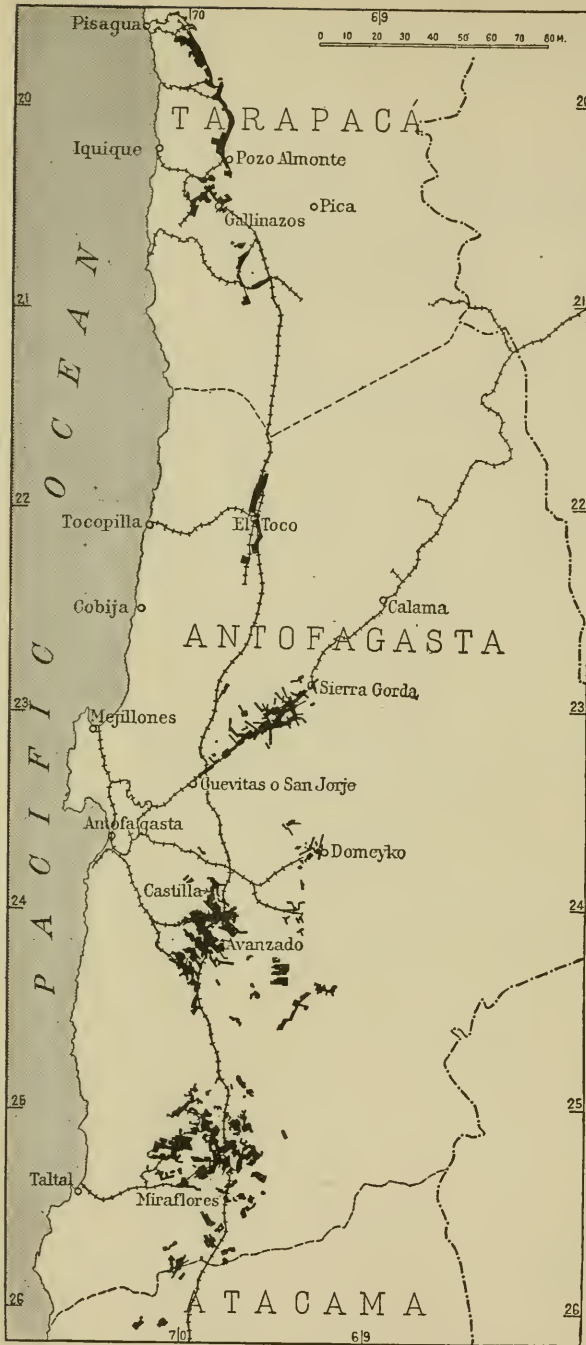 70 69
Pisagua
0 10 20 30 40 50 60 70 80 M.
20 20
TARAPACÁ
Iquique
Pozo Almonte
Pica
Gallinazos
21 21
PACIFIC OCEAN
22 22
Tocopilla
El Toco
Cobija
Calama
ANTOFAGASTA
Sierra Gorda
23 23
Mejillones
Cuevitas o San Jorje
Antofalgasta
Domeyko
Castilla
24 24
Avanzado
25 25
Taltal
Miraflores
26 26
ATACAMA
70 69